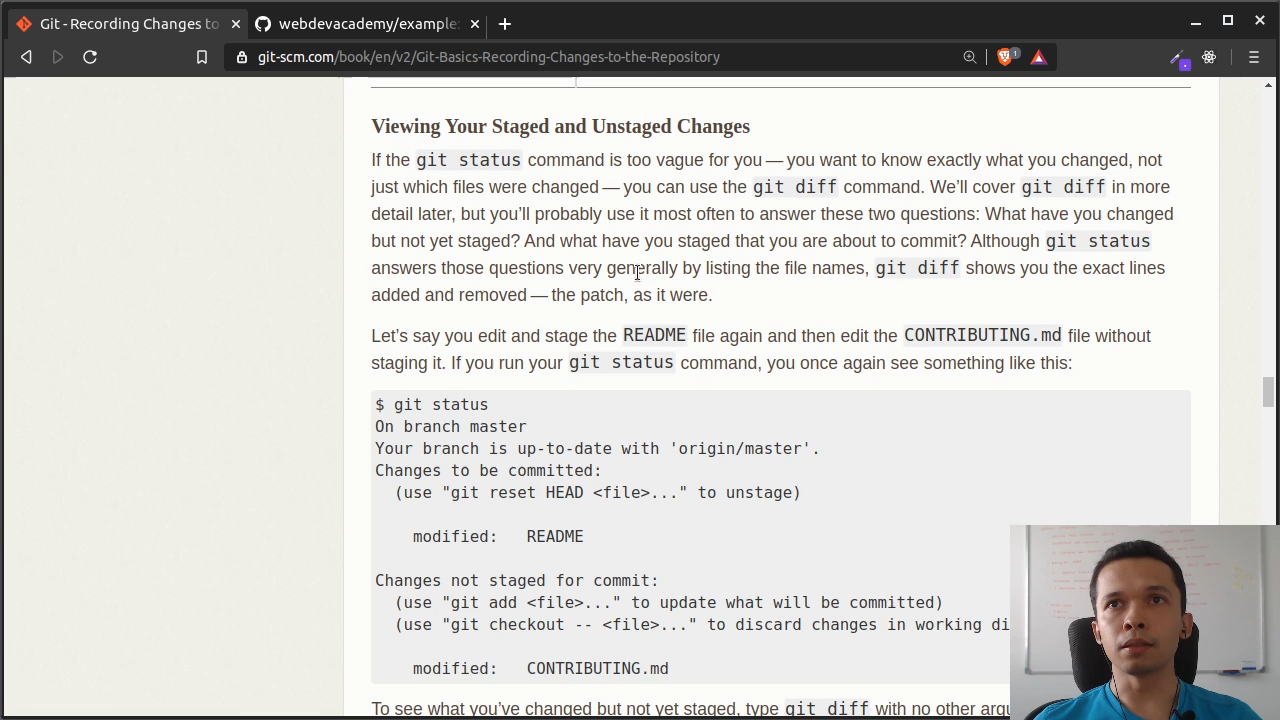 Git - Recording Changes to
webdevacademy/example
git-scm.com/book/en/v2/Git-Basics-Recording-Changes-to-the-Repository
1
Viewing Your Staged and Unstaged Changes
If the git status command is too vague for you — you want to know exactly what you changed, not
just which files were changed — you can use the git diff command. We’ll cover git diff in more
detail later, but you’ll probably use it most often to answer these two questions: What have you changed
but not yet staged? And what have you staged that you are about to commit? Although git status
answers those questions very generally by listing the file names, git diff shows you the exact lines
added and removed — the patch, as it were.
Let’s say you edit and stage the README file again and then edit the CONTRIBUTING.md file without
staging it. If you run your git status command, you once again see something like this:
$ git status
On branch master
Your branch is up-to-date with 'origin/master'.
Changes to be committed:
(use "git reset HEAD <file>..." to unstage)
modified: README
Changes not staged for commit:
(use "git add <file>..." to update what will be committed)
(use "git checkout -- <file>..." to discard changes in working di
modified: CONTRIBUTING.md
To see what you’ve changed but not yet staged, type git diff with no other argu